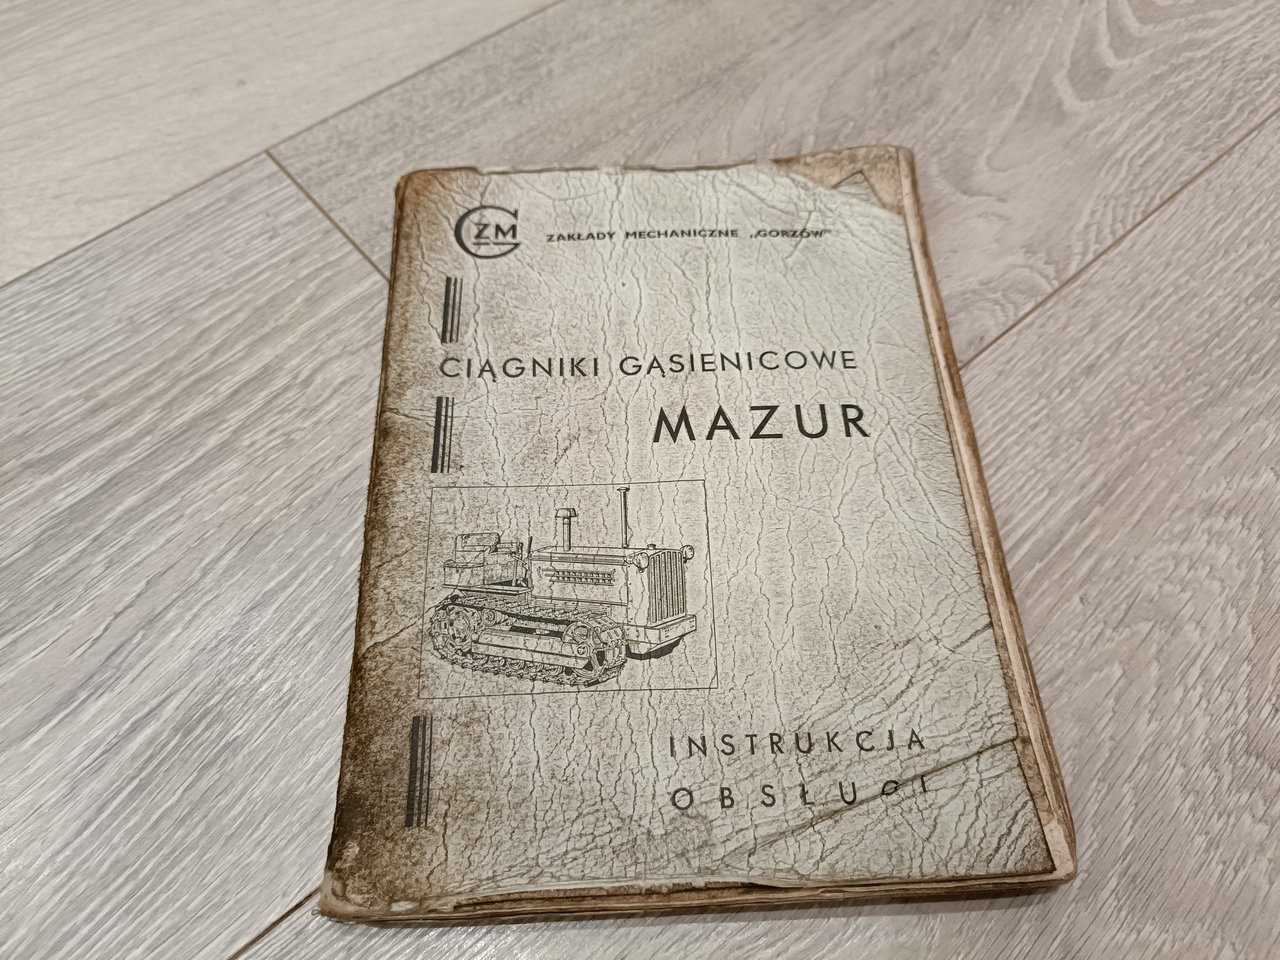 ZM
ZAKŁADY MECHANICZNE „GORZÓW"
CIĄGNIKI GĄSIENICOWE
MAZUR
INSTRUKCJA
OBSŁUGI